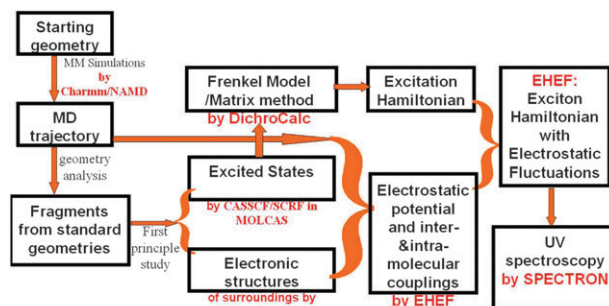 Starting
geometry
MM Simulations
by
Charmm/NAMD
MD
trajectory
geometry
analysis
Fragments
from standard
geometries
First
principle
study
Frenkel Model
/Matrix method
by DichroCalc
Excited States
by CASSCF/SCRF in
MOLCAS
Electronic
structures
of surroundings by
Excitation
Hamiltonian
Electrostatic
potential
and inter-
&intra-
molecular
couplings
by EHEF
EHEF:
Exciton
Hamiltonian
with
Electrostatic
Fluctuations
UV
spectroscopy
by SPECTRON